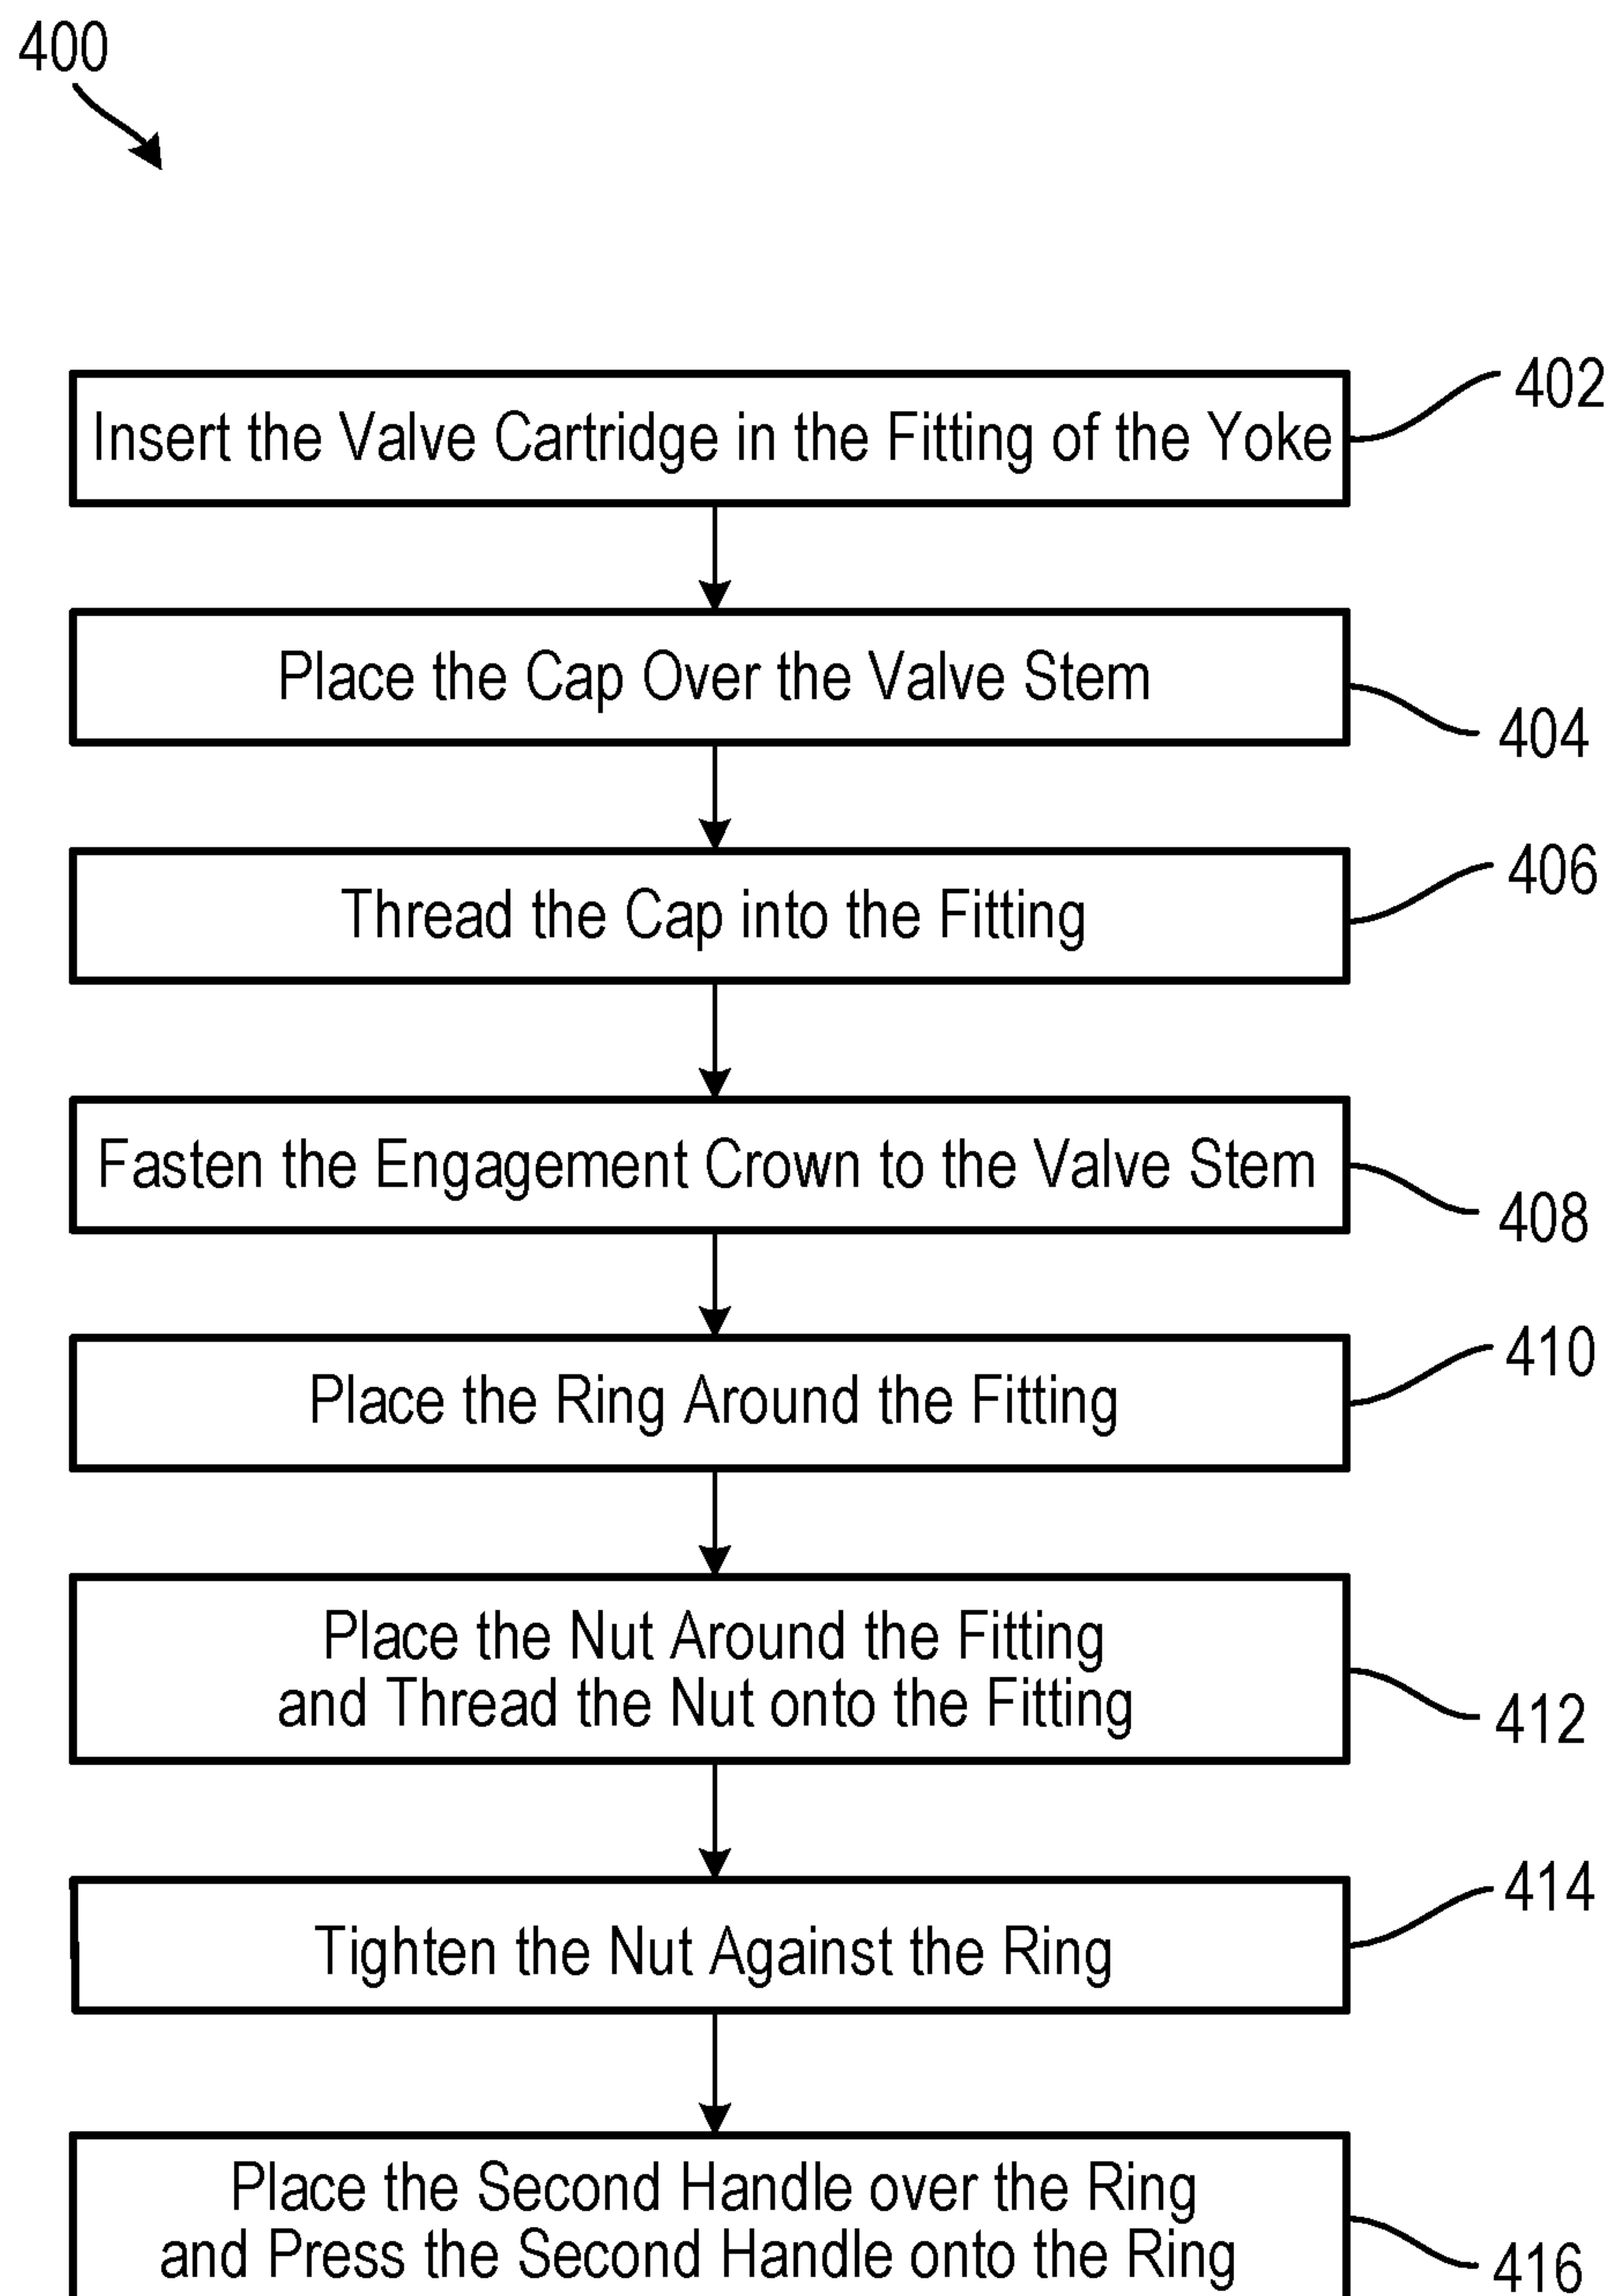 400
Insert the Valve Cartridge in the Fitting of the Yoke
402
Place the Cap Over the Valve Stem
404
Thread the Cap into the Fitting
406
Fasten the Engagement Crown to the Valve Stem
408
Place the Ring Around the Fitting
410
Place the Nut Around the Fitting
and Thread the Nut onto the Fitting
412
Tighten the Nut Against the Ring
414
Place the Second Handle over the Ring
and Press the Second Handle onto the Ring
416